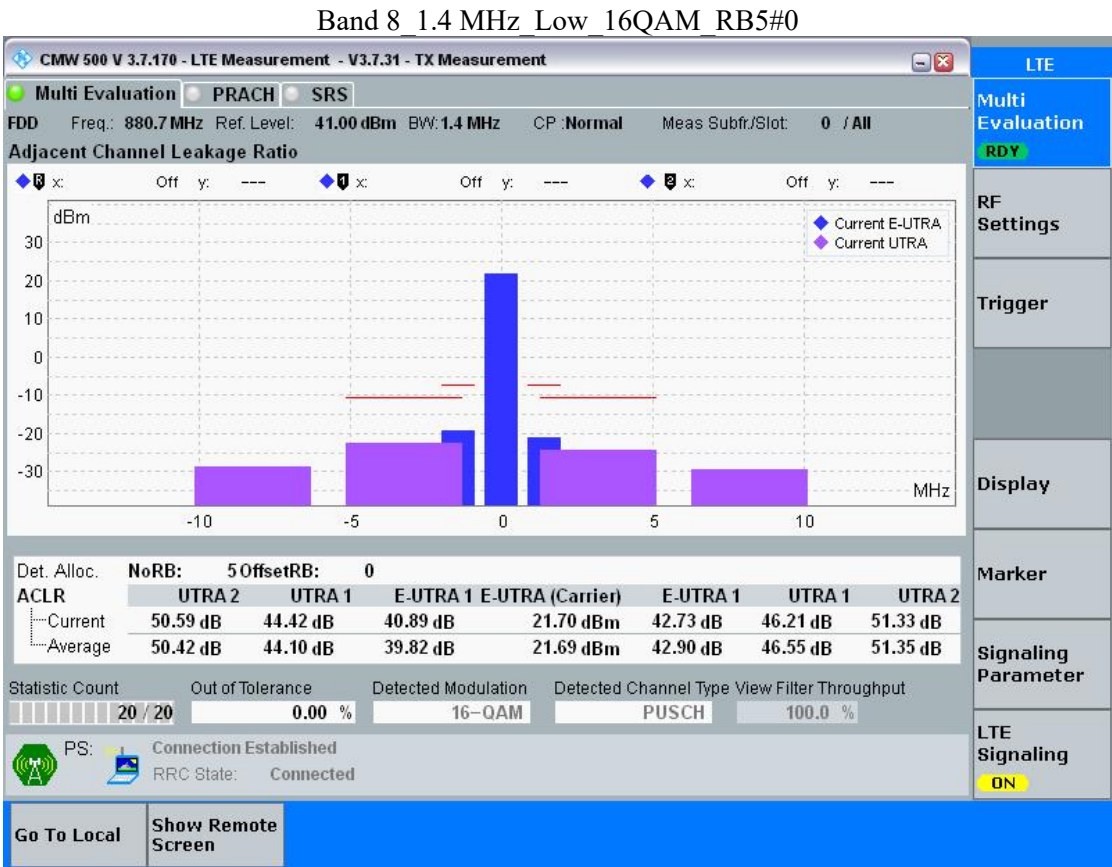 Band 8_1.4 MHz_Low_16QAM_RB5#0
CMW 500 V 3.7.170 - LTE Measurement - V3.7.31 - TX Measurement
LTE
Multi Evaluation PRACH SRS
Multi Evaluation
RDY
FDD Freq.: 880.7 MHz Ref. Level: 41.00 dBm BW: 1.4 MHz CP :Normal Meas Subfr./Slot: 0 / All
Adjacent Channel Leakage Ratio
R x: Off y: --- 1 x: Off y: --- 2 x: Off y: ---
dBm
Current E-UTRA
Current UTRA
30
20
10
0
-10
-20
-30
MHz
-10 -5 0 5 10
RF Settings
Trigger
Display
Marker
Signaling Parameter
LTE Signaling
ON
Det. Alloc. NoRB: 5 OffsetRB: 0
ACLR UTRA 2 UTRA 1 E-UTRA 1 E-UTRA (Carrier) E-UTRA 1 UTRA 1 UTRA 2
Current 50.59 dB 44.42 dB 40.89 dB 21.70 dBm 42.73 dB 46.21 dB 51.33 dB
Average 50.42 dB 44.10 dB 39.82 dB 21.69 dBm 42.90 dB 46.55 dB 51.35 dB
Statistic Count Out of Tolerance Detected Modulation Detected Channel Type View Filter Throughput
20 / 20 0.00 % 16-QAM PUSCH 100.0 %
PS: Connection Established
RRC State: Connected
Go To Local
Show Remote Screen